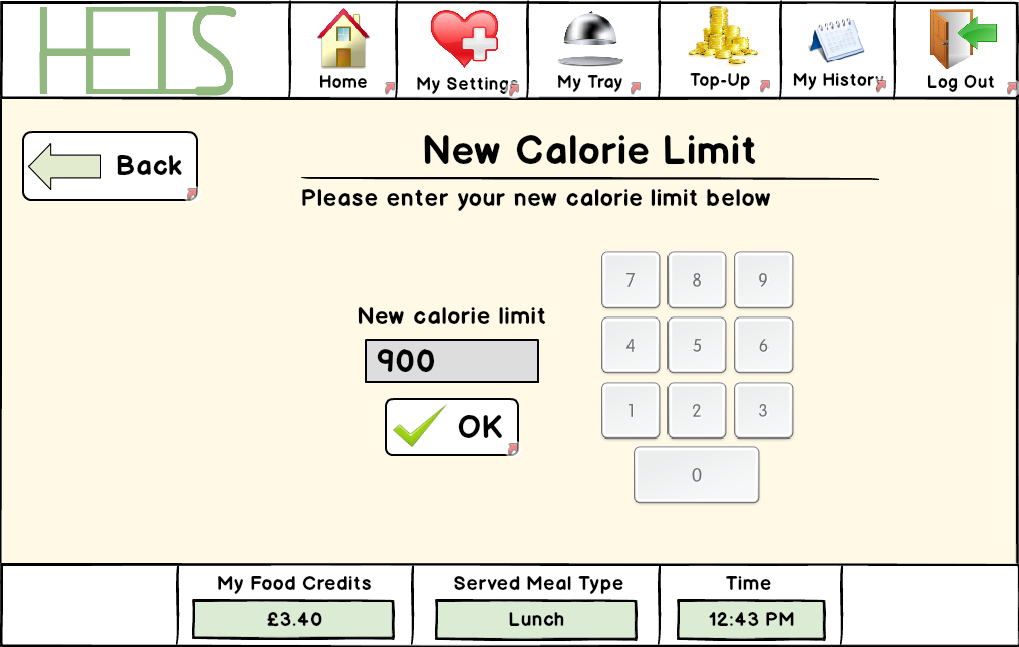 HETS
Home
My Settings
My Tray
Top-Up
My History
Log Out
Back
New Calorie Limit
Please enter your new calorie limit below
7 8 9
New calorie limit
4 5 6
900
1 2 3
OK
0
My Food Credits
Served Meal Type
Time
£3.40
Lunch
12:43 PM